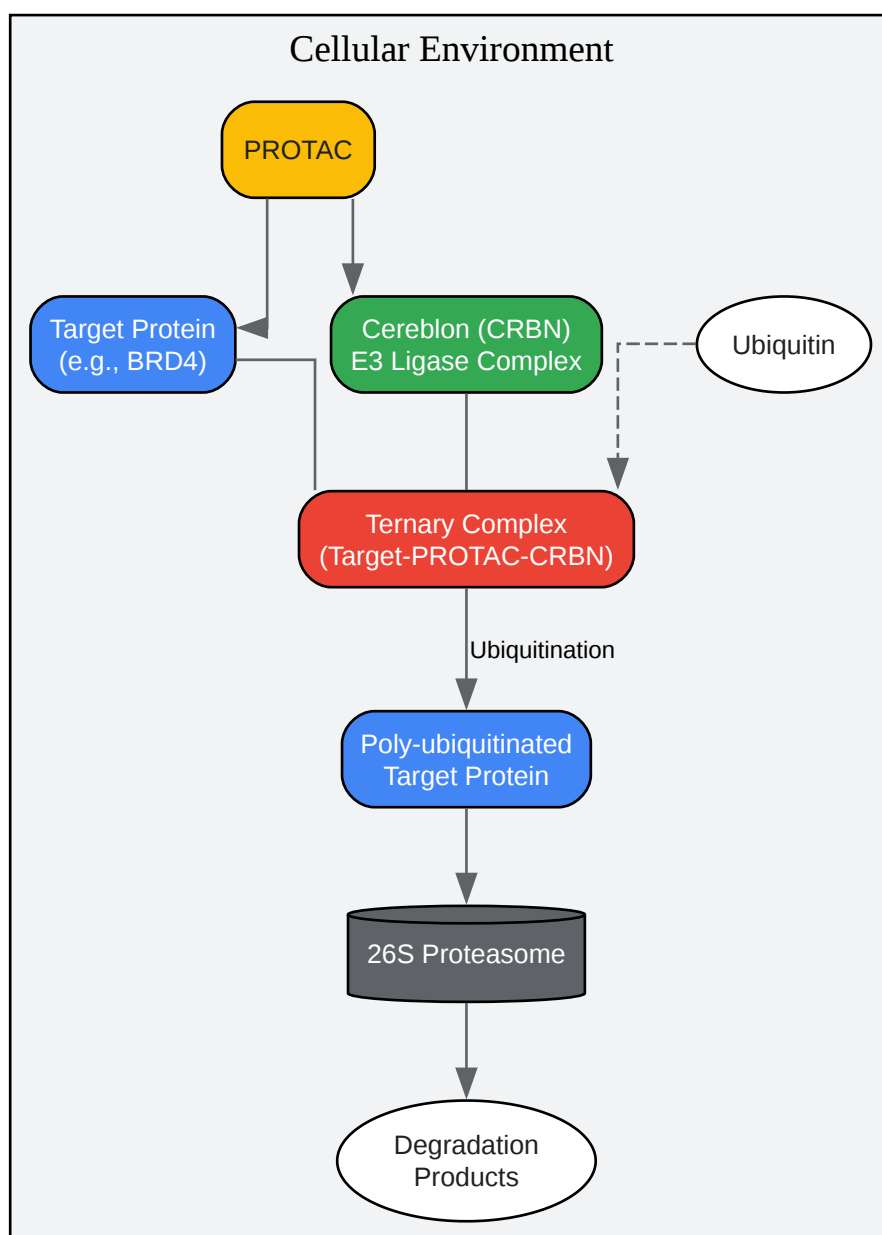 Cellular Environment
PROTAC
Target Protein
(e.g., BRD4)
Cereblon (CRBN)
E3 Ligase Complex
Ubiquitin
Ternary Complex
(Target-PROTAC-CRBN)
Ubiquitination
Poly-ubiquitinated
Target Protein
26S Proteasome
Degradation
Products